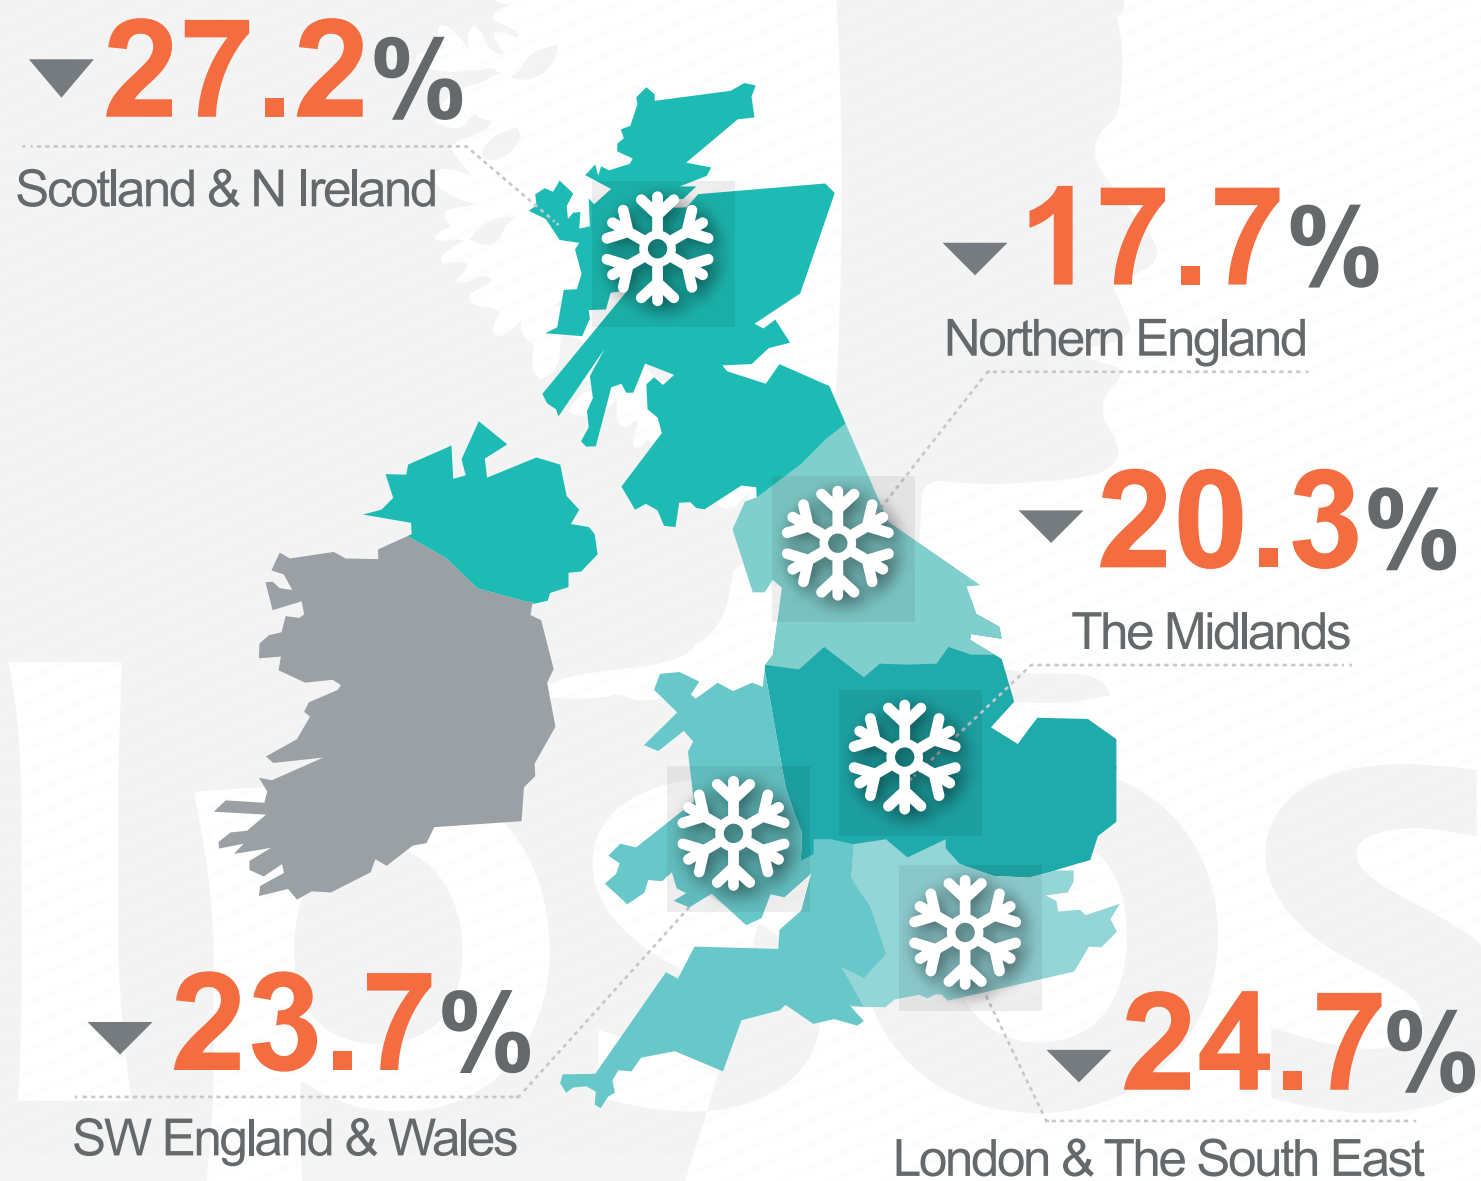 ▼27.2%
Scotland & N Ireland
▼17.7%
Northern England
▼20.3%
The Midlands
▼23.7%
SW England & Wales
▼24.7%
London & The South East
Ipsos